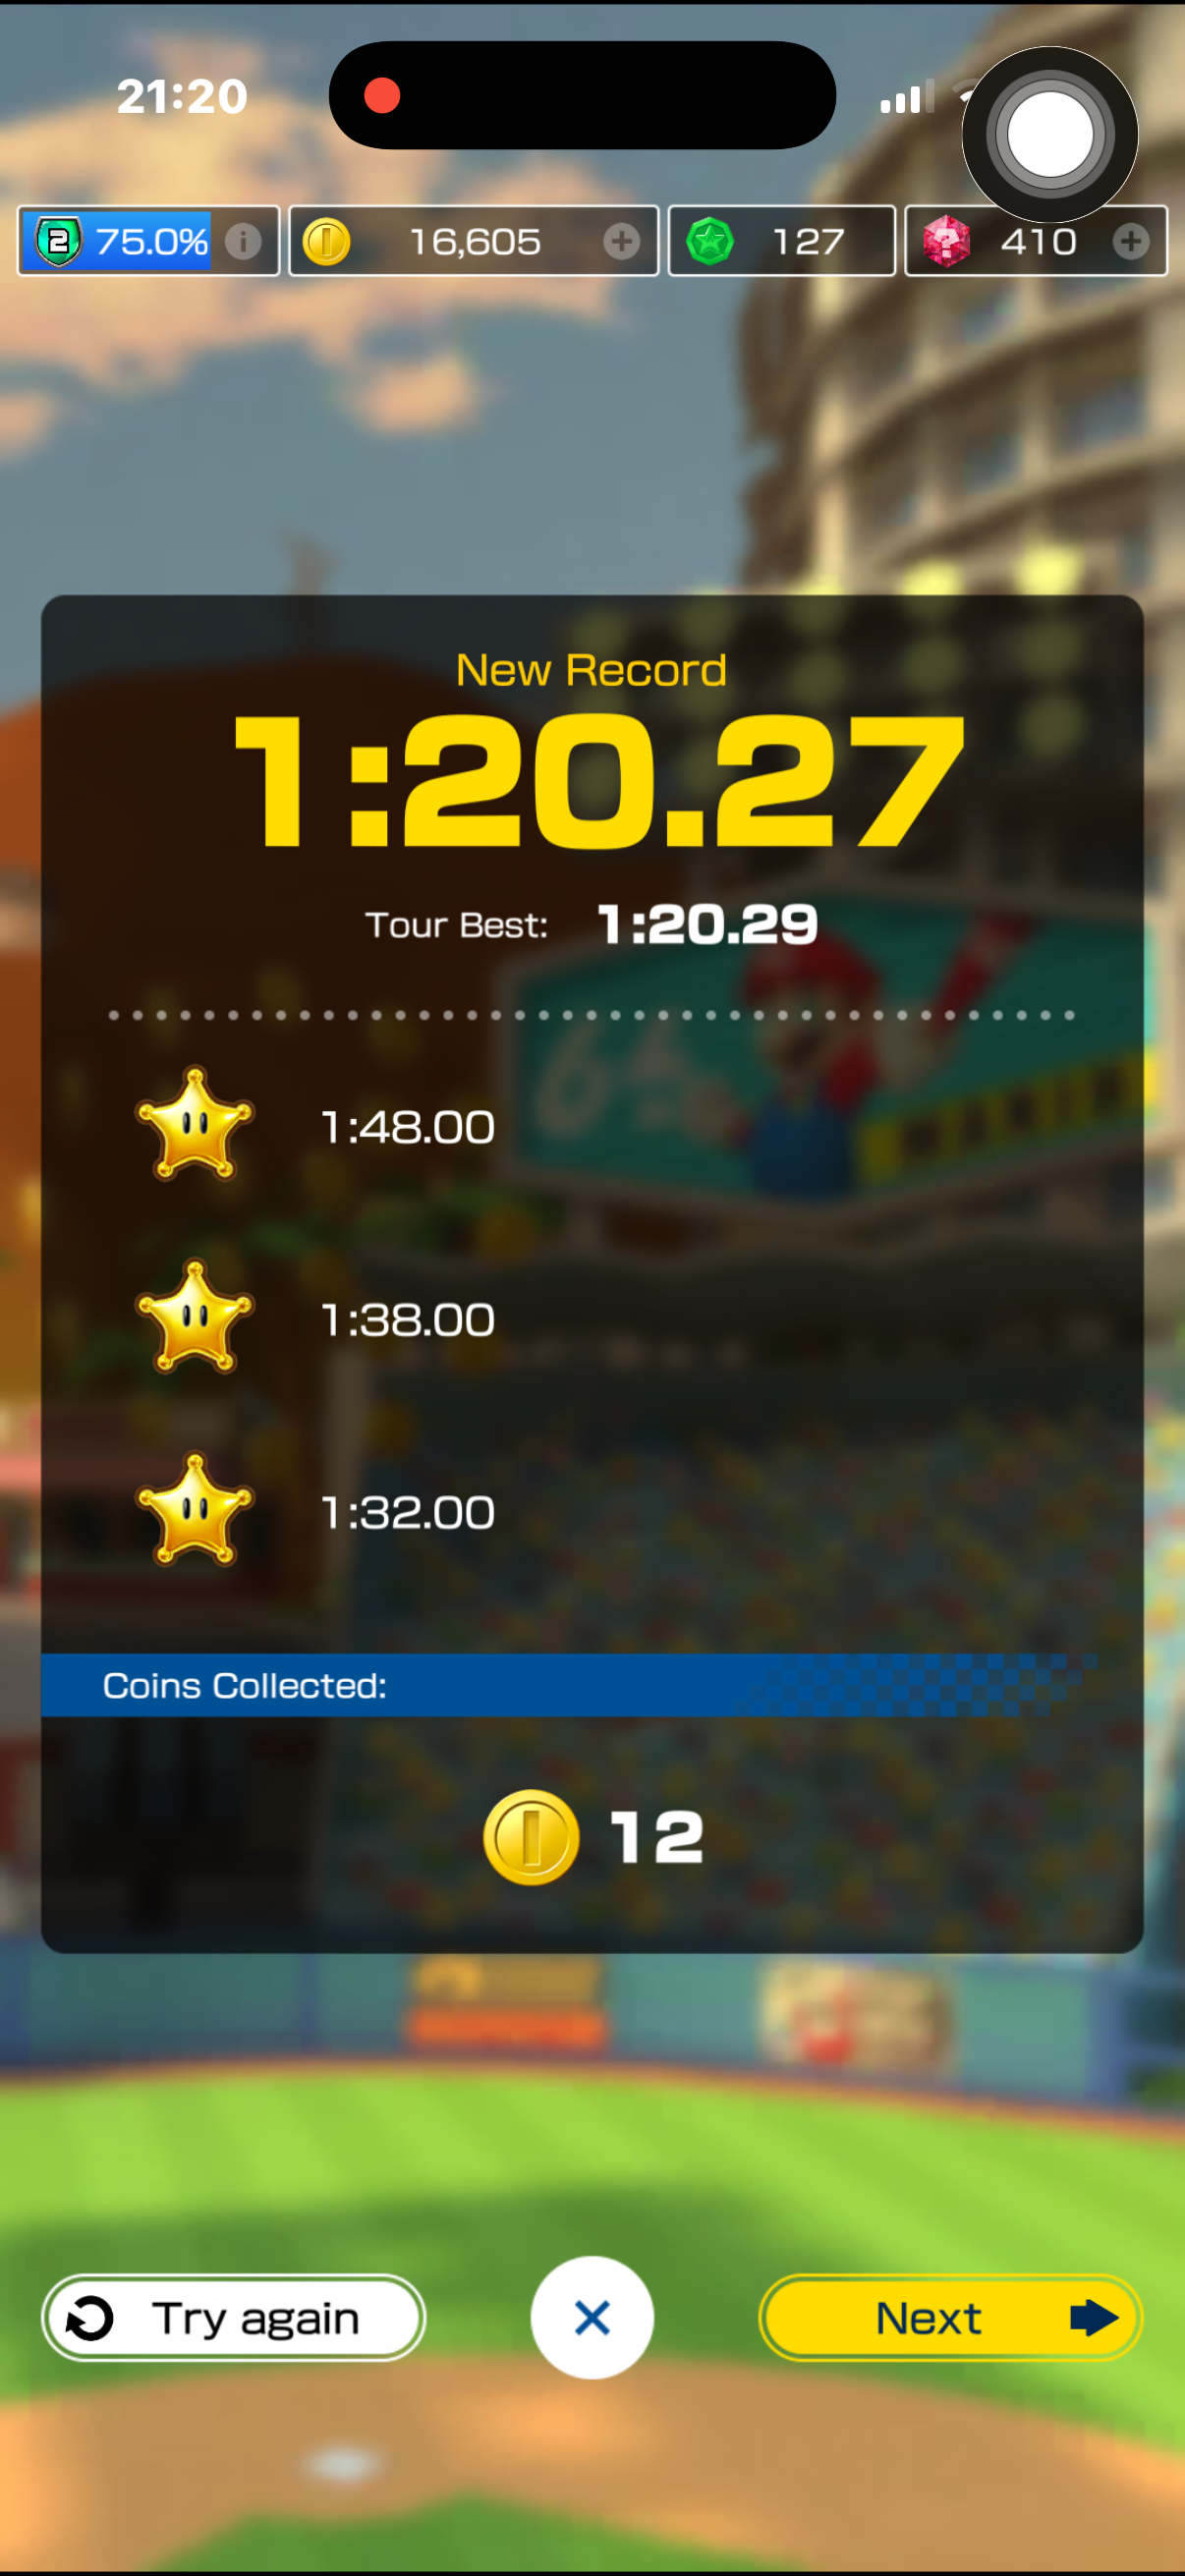 21:20
2 75.0% i 16,605 + 127 ? 410 +
New Record
1:20.27
Tour Best: 1:20.29
1:48.00
1:38.00
1:32.00
Coins Collected:
12
Try again × Next